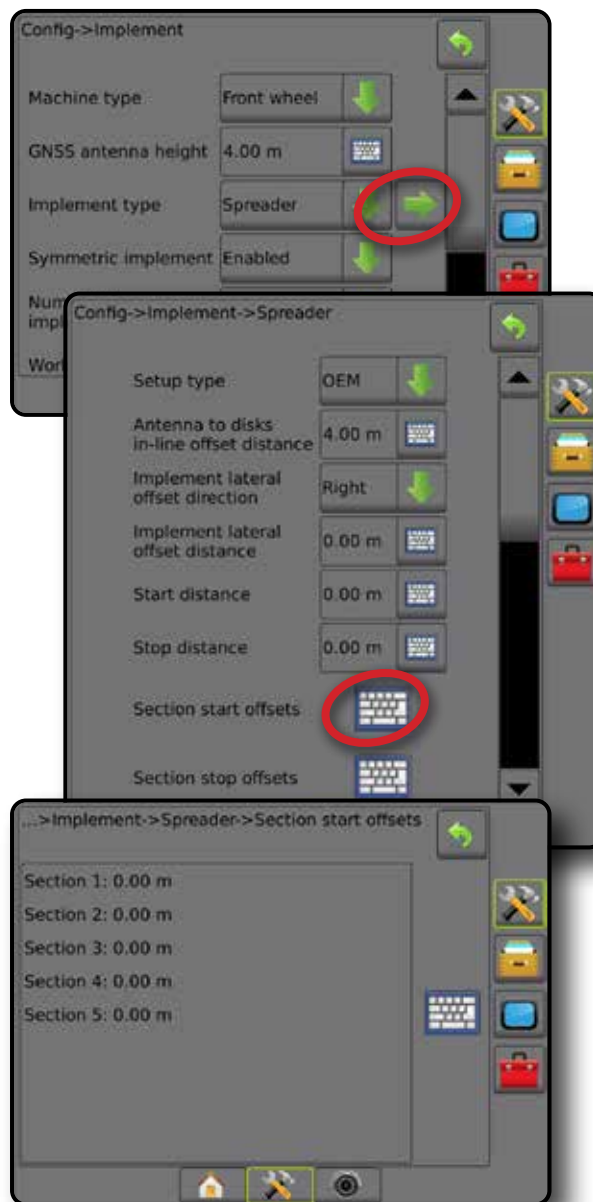 Config->Implement
Machine type Front wheel
GNSS antenna height 4.00 m
Implement type Spreader
Symmetric implement Enabled
Config->Implement->Spreader
Setup type OEM
Antenna to disks
in-line offset distance 4.00 m
Implement lateral
offset direction Right
Implement lateral
offset distance 0.00 m
Start distance 0.00 m
Stop distance 0.00 m
Section start offsets
Section stop offsets
...>Implement->Spreader->Section start offsets
Section 1: 0.00 m
Section 2: 0.00 m
Section 3: 0.00 m
Section 4: 0.00 m
Section 5: 0.00 m